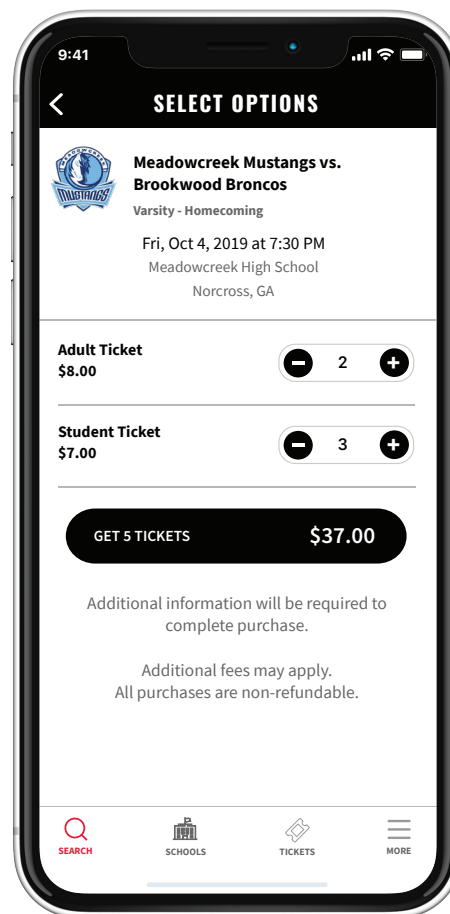 9:41
SELECT OPTIONS
MEADOWCREEK
MUSTANGS
Meadowcreek Mustangs vs.
Brookwood Broncos
Varsity - Homecoming
Fri, Oct 4, 2019 at 7:30 PM
Meadowcreek High School
Norcross, GA
Adult Ticket
$8.00
2
Student Ticket
$7.00
3
GET 5 TICKETS $37.00
Additional information will be required to
complete purchase.
Additional fees may apply.
All purchases are non-refundable.
SEARCH SCHOOLS TICKETS MORE